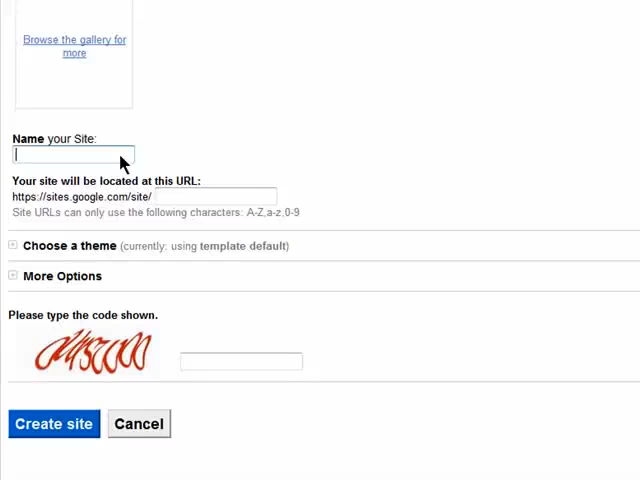 Browse the gallery for
more
Name your Site:
Your site will be located at this URL:
https://sites.google.com/site/
Site URLs can only use the following characters: A-Z,a-z,0-9
Choose a theme (currently: using template default)
More Options
Please type the code shown.
Create site
Cancel